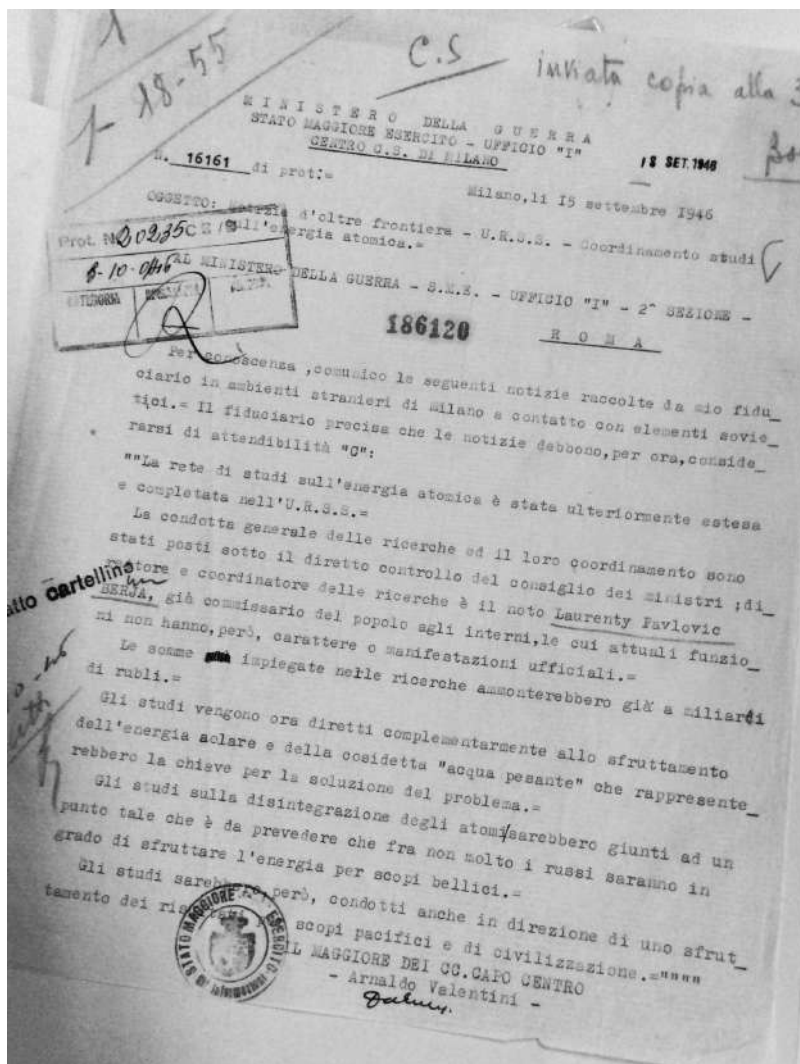 1
1-18-55
C.S inviata copia alla 3
MINISTERO DELLA GUERRA
STATO MAGGIORE ESERCITO - UFFICIO "I"
CENTRO C.S. DI MILANO
N. 16161 di prot:=
18 SET. 1946
Milano,li I5 settembre I946
OGGETTO: Notizie d'oltre frontiera - U.R.S.S. - Coordinamento studi
sull'energia atomica.=
Prot. N. 20235
AL MINISTERO DELLA GUERRA - S.M.E. - UFFICIO "I" - 2^ SEZIONE -
186120
R O M A
Per conoscenza ,comunico le seguenti notizie raccolte da mio fidu_
ciario in ambienti stranieri di Milano a contatto con elementi sovie_
tici.= Il fiduciario precisa che le notizie debbono,per ora,conside_
rarsi di attendibilità "C":
""La rete di studi sull'energia atomica è stata ulteriormente estesa
e completata nell'U.R.S.S.=
La condotta generale delle ricerche ed il loro coordinamento sono
stati posti sotto il diretto controllo del consiglio dei ministri ;di_
rettore e coordinatore delle ricerche è il noto Laurenty Pavlovic
BERJA, già commissario del popolo agli interni,le cui attuali funzio_
ni non hanno,però, carattere o manifestazioni ufficiali.=
atto cartellino
Le somme impiegate nelle ricerche ammonterebbero già a miliardi
di rubli.=
Gli studi vengono ora diretti complementarmente allo sfruttamento
dell'energia solare e della cosidetta "acqua pesante" che rappresente_
rebbero la chiave per la soluzione del problema.=
Gli studi sulla disintegrazione degli atomi/sarebbero giunti ad un
punto tale che è da prevedere che fra non molto i russi saranno in
grado di sfruttare l'energia per scopi bellici.=
Gli studi sarebbero,però, condotti anche in direzione di uno sfrut_
tamento dei scopi pacifici e di civilizzazione.=""""
IL MAGGIORE DEI CC.CAPO CENTRO
- Arnaldo Valentini -
STATO MAGGIORE ESERCITO